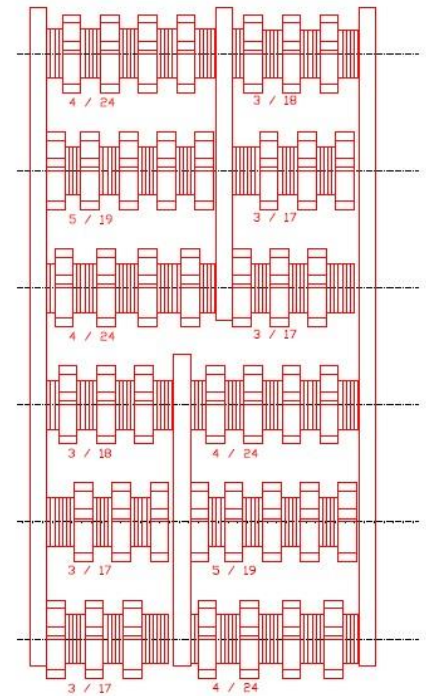 4 / 24 3 / 18
5 / 19 3 / 17
4 / 24 3 / 17
3 / 18 4 / 24
3 / 17 5 / 19
3 / 17 4 / 24